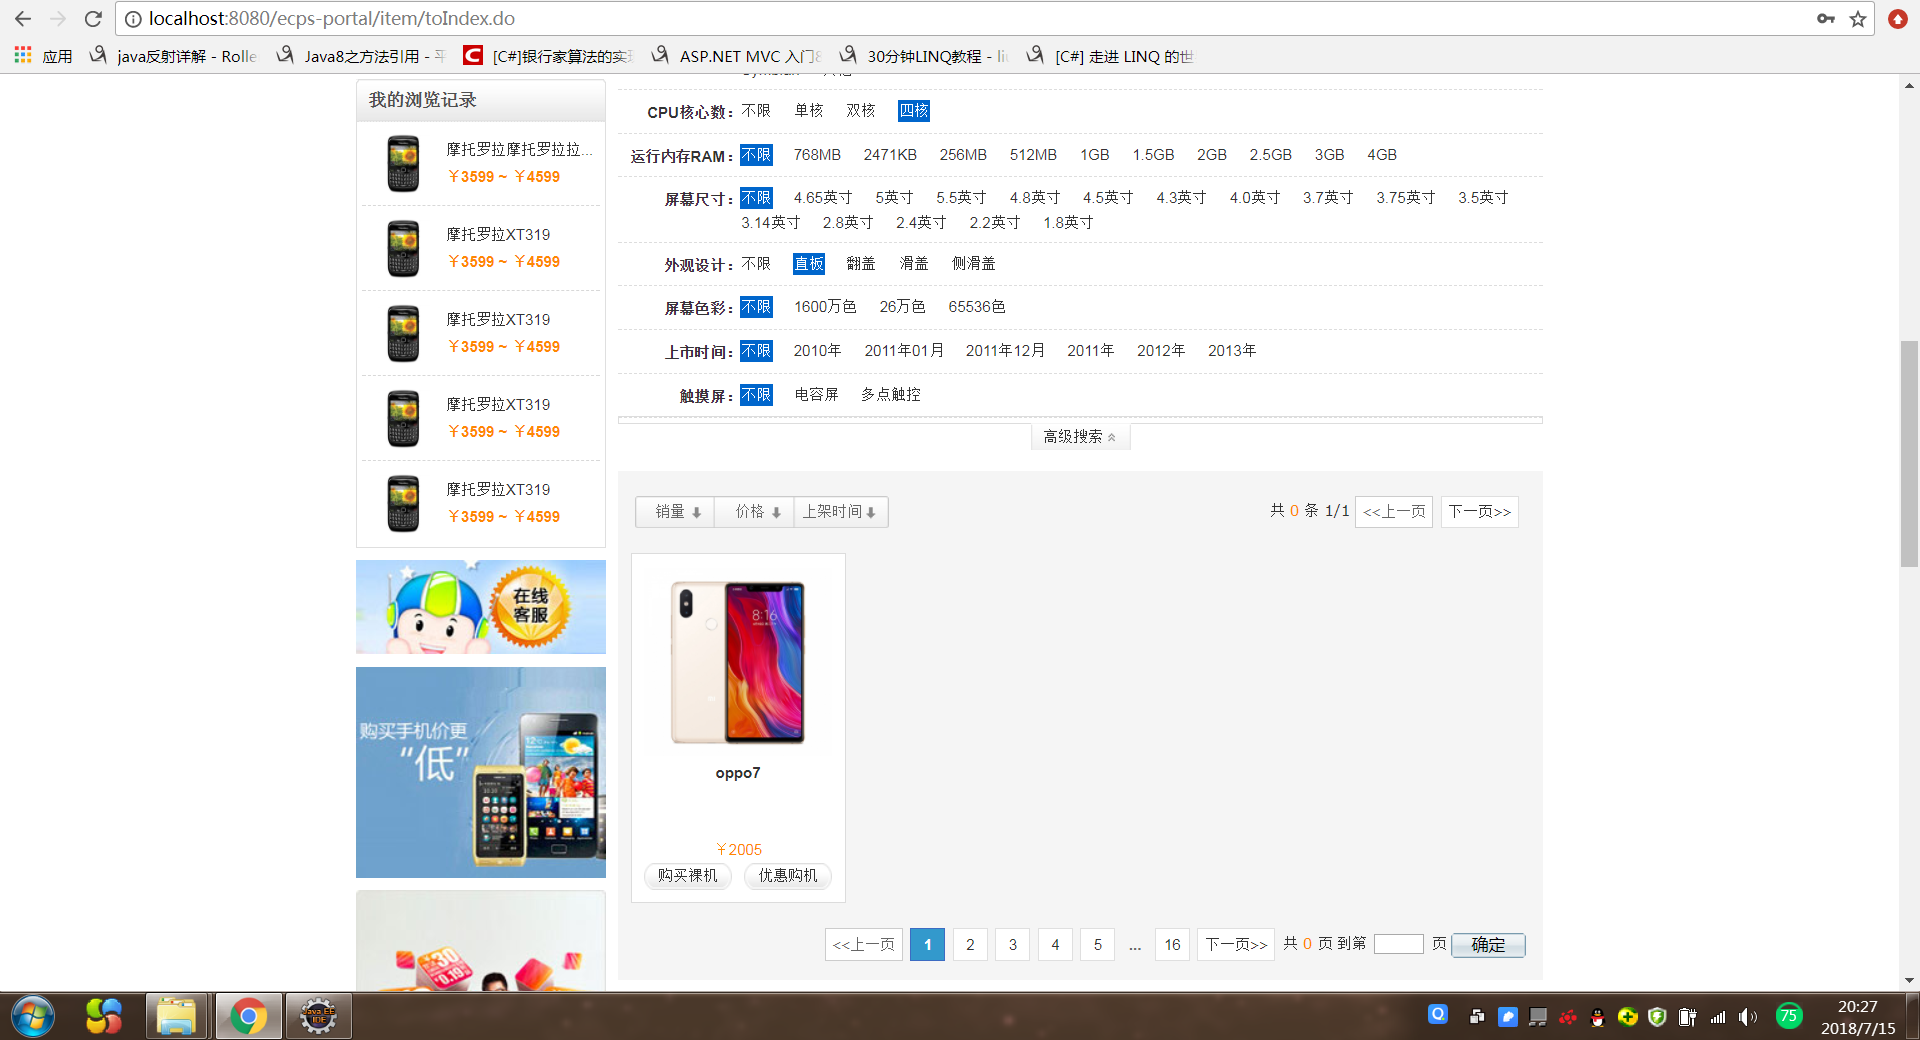 localhost:8080/ecps-portal/item/toIndex.do
应用 java反射详解 - Rolle Java8之方法引用 - 平 [C#]银行家算法的实现 ASP.NET MVC 入门8 30分钟LINQ教程 - li [C#] 走进 LINQ 的世
我的浏览记录
摩托罗拉摩托罗拉拉...
￥3599 ~ ￥4599
摩托罗拉XT319
￥3599 ~ ￥4599
摩托罗拉XT319
￥3599 ~ ￥4599
摩托罗拉XT319
￥3599 ~ ￥4599
摩托罗拉XT319
￥3599 ~ ￥4599
在线
客服
购买手机价更
“低”
30
0.19
CPU核心数： 不限 单核 双核 四核
运行内存RAM： 不限 768MB 2471KB 256MB 512MB 1GB 1.5GB 2GB 2.5GB 3GB 4GB
屏幕尺寸： 不限 4.65英寸 5英寸 5.5英寸 4.8英寸 4.5英寸 4.3英寸 4.0英寸 3.7英寸 3.75英寸 3.5英寸
3.14英寸 2.8英寸 2.4英寸 2.2英寸 1.8英寸
外观设计： 不限 直板 翻盖 滑盖 侧滑盖
屏幕色彩： 不限 1600万色 26万色 65536色
上市时间： 不限 2010年 2011年01月 2011年12月 2011年 2012年 2013年
触摸屏： 不限 电容屏 多点触控
高级搜索
销量 价格 上架时间 共 0 条 1/1 <<上一页 下一页>>
8:16
oppo7
￥2005
购买裸机 优惠购机
<<上一页 1 2 3 4 5 ... 16 下一页>> 共 0 页 到第 页 确定
Java EE
IDE
75
20:27
2018/7/15